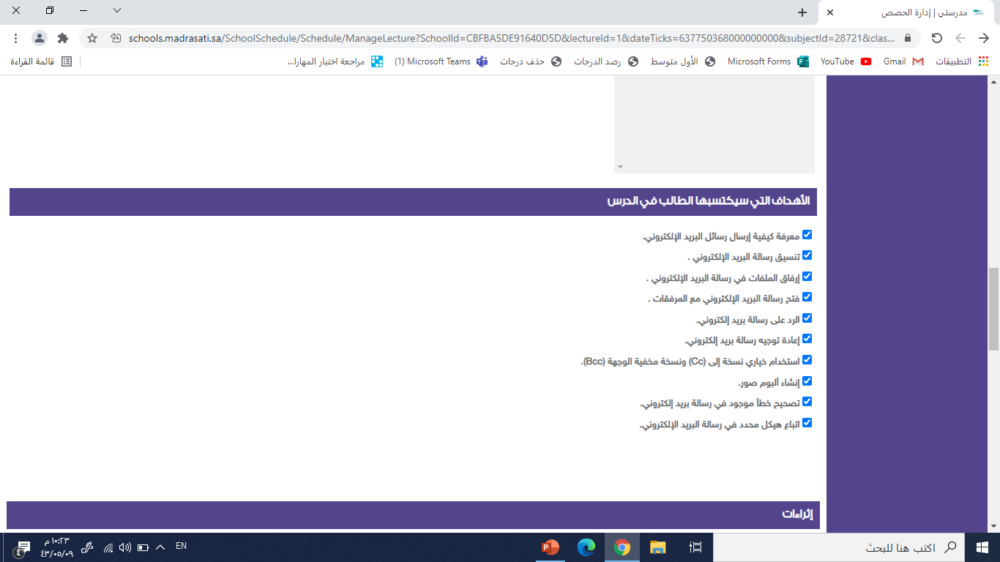 مدرستي | إدارة الحصص
schools.madrasati.sa/SchoolSchedule/Schedule/ManageLecture?SchoolId=CBFBA5DE91640D5D&lectureId=1&dateTicks=637750368000000000&subjectId=28721&clas...
التطبيقات Gmail YouTube Microsoft Forms الأول متوسط رصد الدرجات حذف درجات (1) Microsoft Teams مراجعة اختبار المهارا... قائمة القراءة
الأهداف التي سيكتسبها الطالب في الدرس
معرفة كيفية إرسال رسائل البريد الإلكتروني.
تنسيق رسالة البريد الإلكتروني .
إرفاق الملفات في رسالة البريد الإلكتروني .
فتح رسالة البريد الإلكتروني مع المرفقات .
الرد على رسالة بريد إلكتروني.
إعادة توجيه رسالة بريد إلكتروني.
استخدام خياري نسخة إلى (Cc) ونسخة مخفية الوجهة (Bcc).
إنشاء ألبوم صور.
تصحيح خطأ موجود في رسالة بريد إلكتروني.
اتباع هيكل محدد في رسالة البريد الإلكتروني.
إثراءات
اكتب هنا للبحث
EN
١٠:٢٣ م
٤٣/٠٥/٠٩
٤